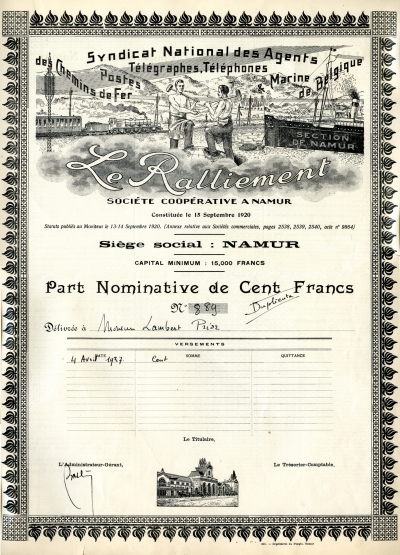 Syndicat National des Agents
des Chemins de Fer
Postes
Télégraphes, Téléphones
Marine
de Belgique
SECTION
DE NAMUR
Le Ralliement
SOCIÉTÉ COOPÉRATIVE A NAMUR
Constituée le 15 Septembre 1920
Statuts publiés au Moniteur le 13-14 Septembre 1920. (Annexe relative aux Sociétés commerciales, pages 2538, 2539, 2540, acte n° 9864)
Siège social : NAMUR
CAPITAL MINIMUM : 15,000 FRANCS
Part Nominative de Cent Francs
N° 889
Duplicata
Délivrée à Monsieur Lambert
VERSEMENTS
DATE SOMME QUITTANCE
4 Avril 1937 Cent
Le Titulaire,
L'Administrateur-Gérant,
Le Trésorier-Comptable,